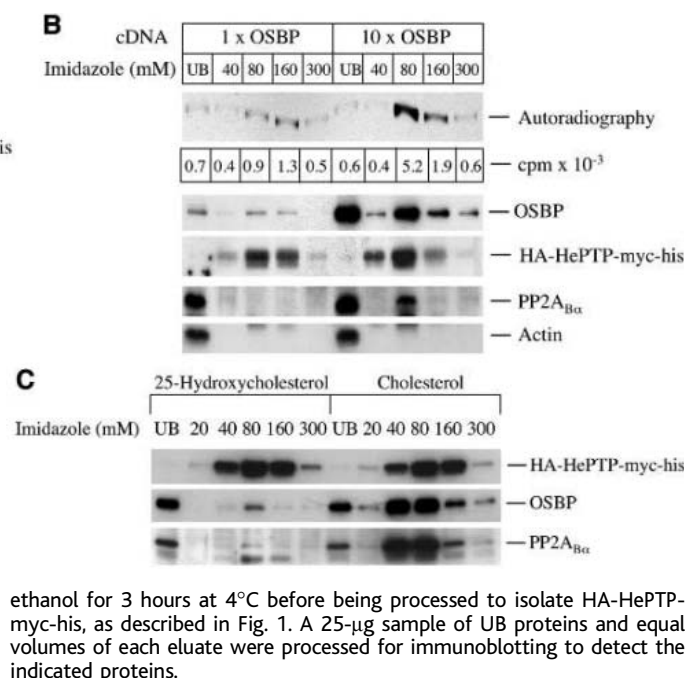 B
cDNA 1 x OSBP 10 x OSBP
Imidazole (mM) UB 40 80 160 300 UB 40 80 160 300
Autoradiography
is
0.7 0.4 0.9 1.3 0.5 0.6 0.4 5.2 1.9 0.6 cpm x 10⁻³
OSBP
HA-HePTP-myc-his
PP2A_Bα
Actin
C
25-Hydroxycholesterol Cholesterol
Imidazole (mM) UB 20 40 80 160 300 UB 20 40 80 160 300
HA-HePTP-myc-his
OSBP
PP2A_Bα
ethanol for 3 hours at 4°C before being processed to isolate HA-HePTP-
myc-his, as described in Fig. 1. A 25-μg sample of UB proteins and equal
volumes of each eluate were processed for immunoblotting to detect the
indicated proteins.